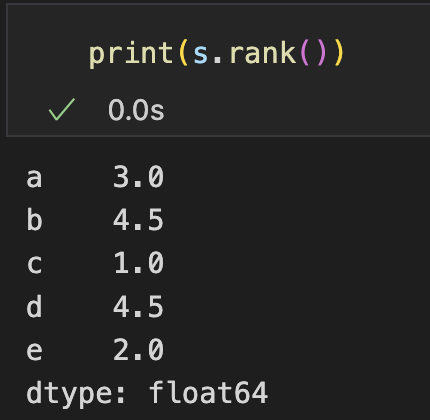 print(s.rank())
✓ 0.0s
a 3.0
b 4.5
c 1.0
d 4.5
e 2.0
dtype: float64